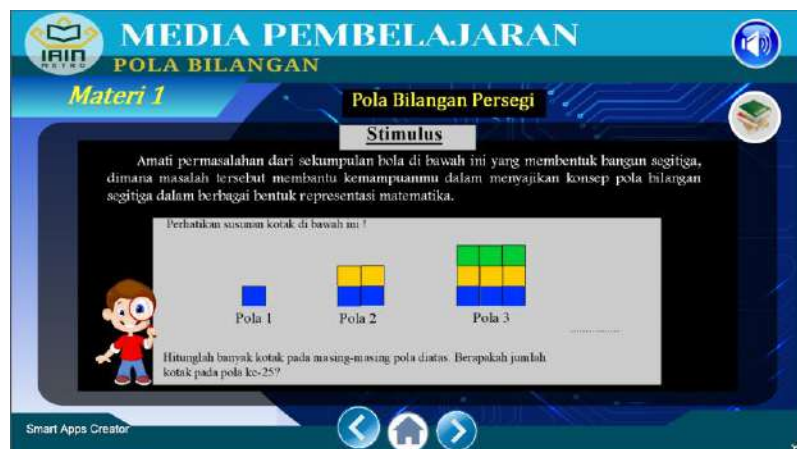 MEDIA PEMBELAJARAN
IAIN
METRO
POLA BILANGAN
Materi 1
Pola Bilangan Persegi
Stimulus
Amati permasalahan dari sekumpulan bola di bawah ini yang membentuk bangun segitiga,
dimana masalah tersebut membantu kemampuanmu dalam menyajikan konsep pola bilangan
segitiga dalam berbagai bentuk representasi matematika.
Perhatikan susunan kotak di bawah ini !
Pola 1
Pola 2
Pola 3
Hitunglah banyak kotak pada masing-masing pola diatas. Berapakah jumlah
kotak pada pola ke-25?
Smart Apps Creator